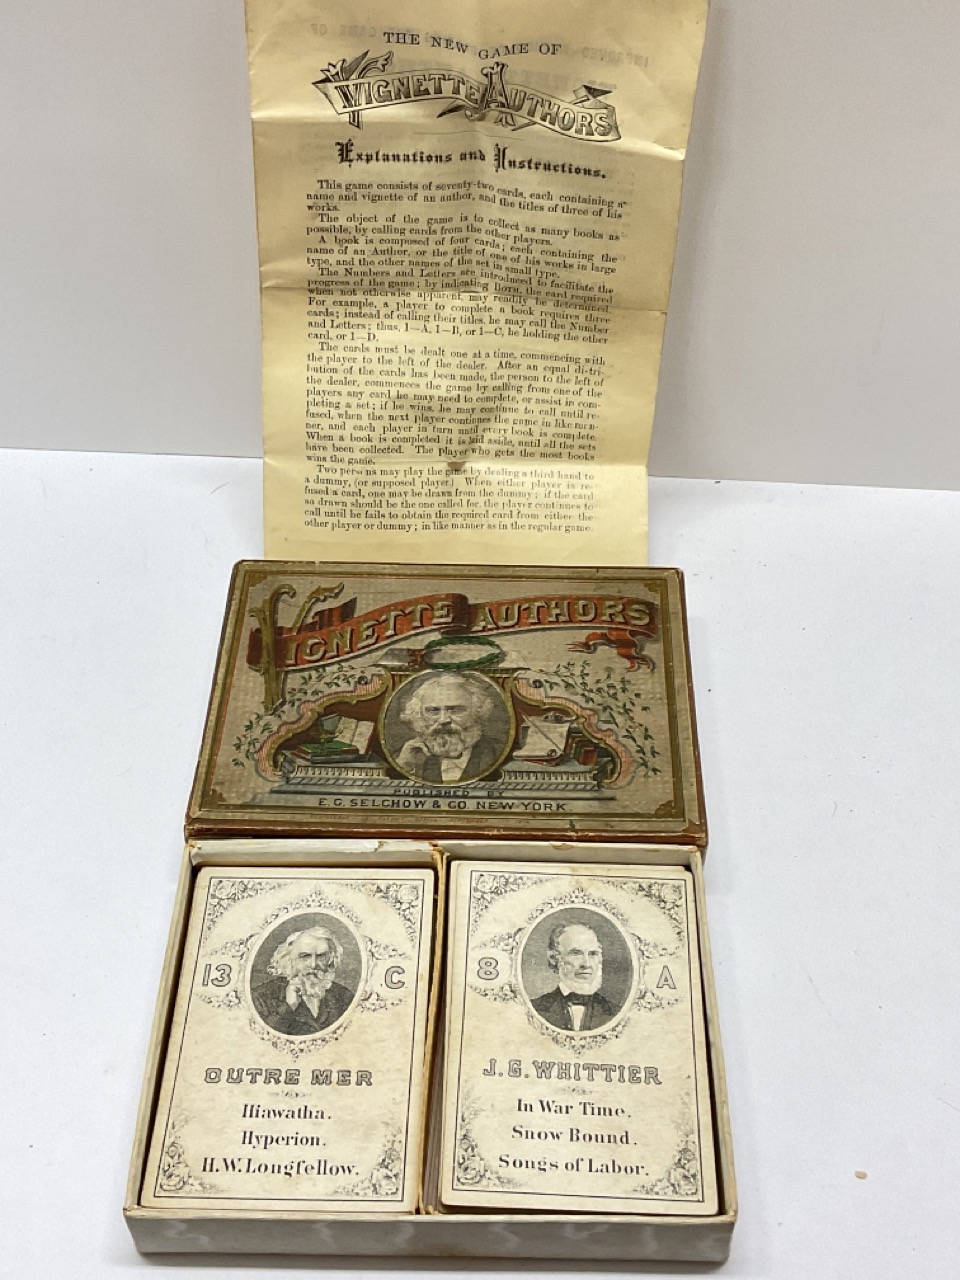 THE NEW GAME OF
VIGNETTE AUTHORS
Explanations and Instructions.
This game consists of seventy-two cards, each containing a
name and vignette of an author, and the titles of three of his
works.
The object of the game is to collect as many books as
possible, by calling cards from the other players.
A book is composed of four cards; each containing the
name of an Author, or the title of one of his works in large
type, and the other names of the set in small type.
The Numbers and Letters are introduced to facilitate the
progress of the game; by indicating BOTH, the card required
when not otherwise apparent, may readily be determined.
For example, a player to complete a book requires three
cards; instead of calling their titles, he may call the Number
and Letters; thus, 1—A, 1—B, or 1—C, he holding the other
card, or 1—D.
The cards must be dealt one at a time, commencing with
the player to the left of the dealer. After an equal distri-
bution of the cards has been made, the person to the left of
the dealer, commences the game by calling from one of the
players any card he may need to complete, or assist in com-
pleting a set; if he wins, he may continue to call until re-
fused, when the next player continues the game in like man-
ner, and each player in turn until every book is complete.
When a book is completed it is laid aside, until all the sets
have been collected. The player who gets the most books
wins the game.
Two persons may play the game by dealing a third hand to
a dummy, (or supposed player.) When either player is re-
fused a card, one may be drawn from the dummy; if the card
so drawn should be the one called for, the player continues to
call until he fails to obtain the required card from either the
other player or dummy; in like manner as in the regular game.
VIGNETTE AUTHORS
PUBLISHED BY
E. G. SELCHOW & CO. NEW YORK.
13 C
OUTRE MER
Hiawatha.
Hyperion.
H.W. Longfellow.
8 A
J. G. WHITTIER
In War Time.
Snow Bound.
Songs of Labor.